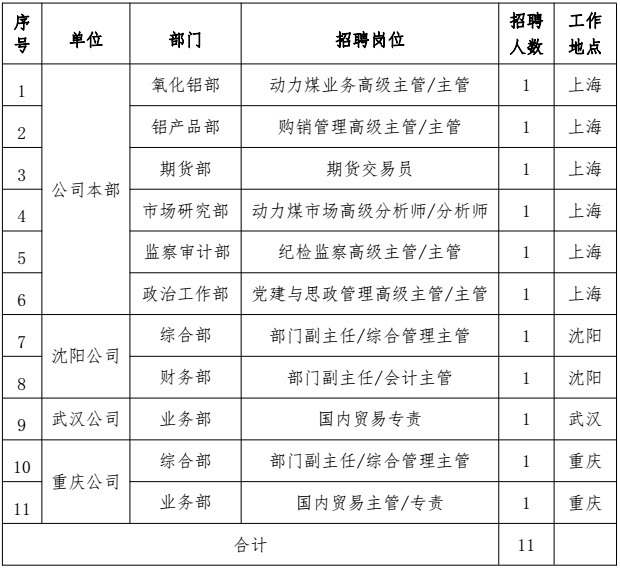 序号 单位 部门 招聘岗位 招聘人数 工作地点
1 公司本部 氧化铝部 动力煤业务高级主管/主管 1 上海
2 铝产品部 购销管理高级主管/主管 1 上海
3 期货部 期货交易员 1 上海
4 市场研究部 动力煤市场高级分析师/分析师 1 上海
5 监察审计部 纪检监察高级主管/主管 1 上海
6 政治工作部 党建与思政管理高级主管/主管 1 上海
7 沈阳公司 综合部 部门副主任/综合管理主管 1 沈阳
8 财务部 部门副主任/会计主管 1 沈阳
9 武汉公司 业务部 国内贸易专责 1 武汉
10 重庆公司 综合部 部门副主任/综合管理主管 1 重庆
11 业务部 国内贸易主管/专责 1 重庆
合计 11